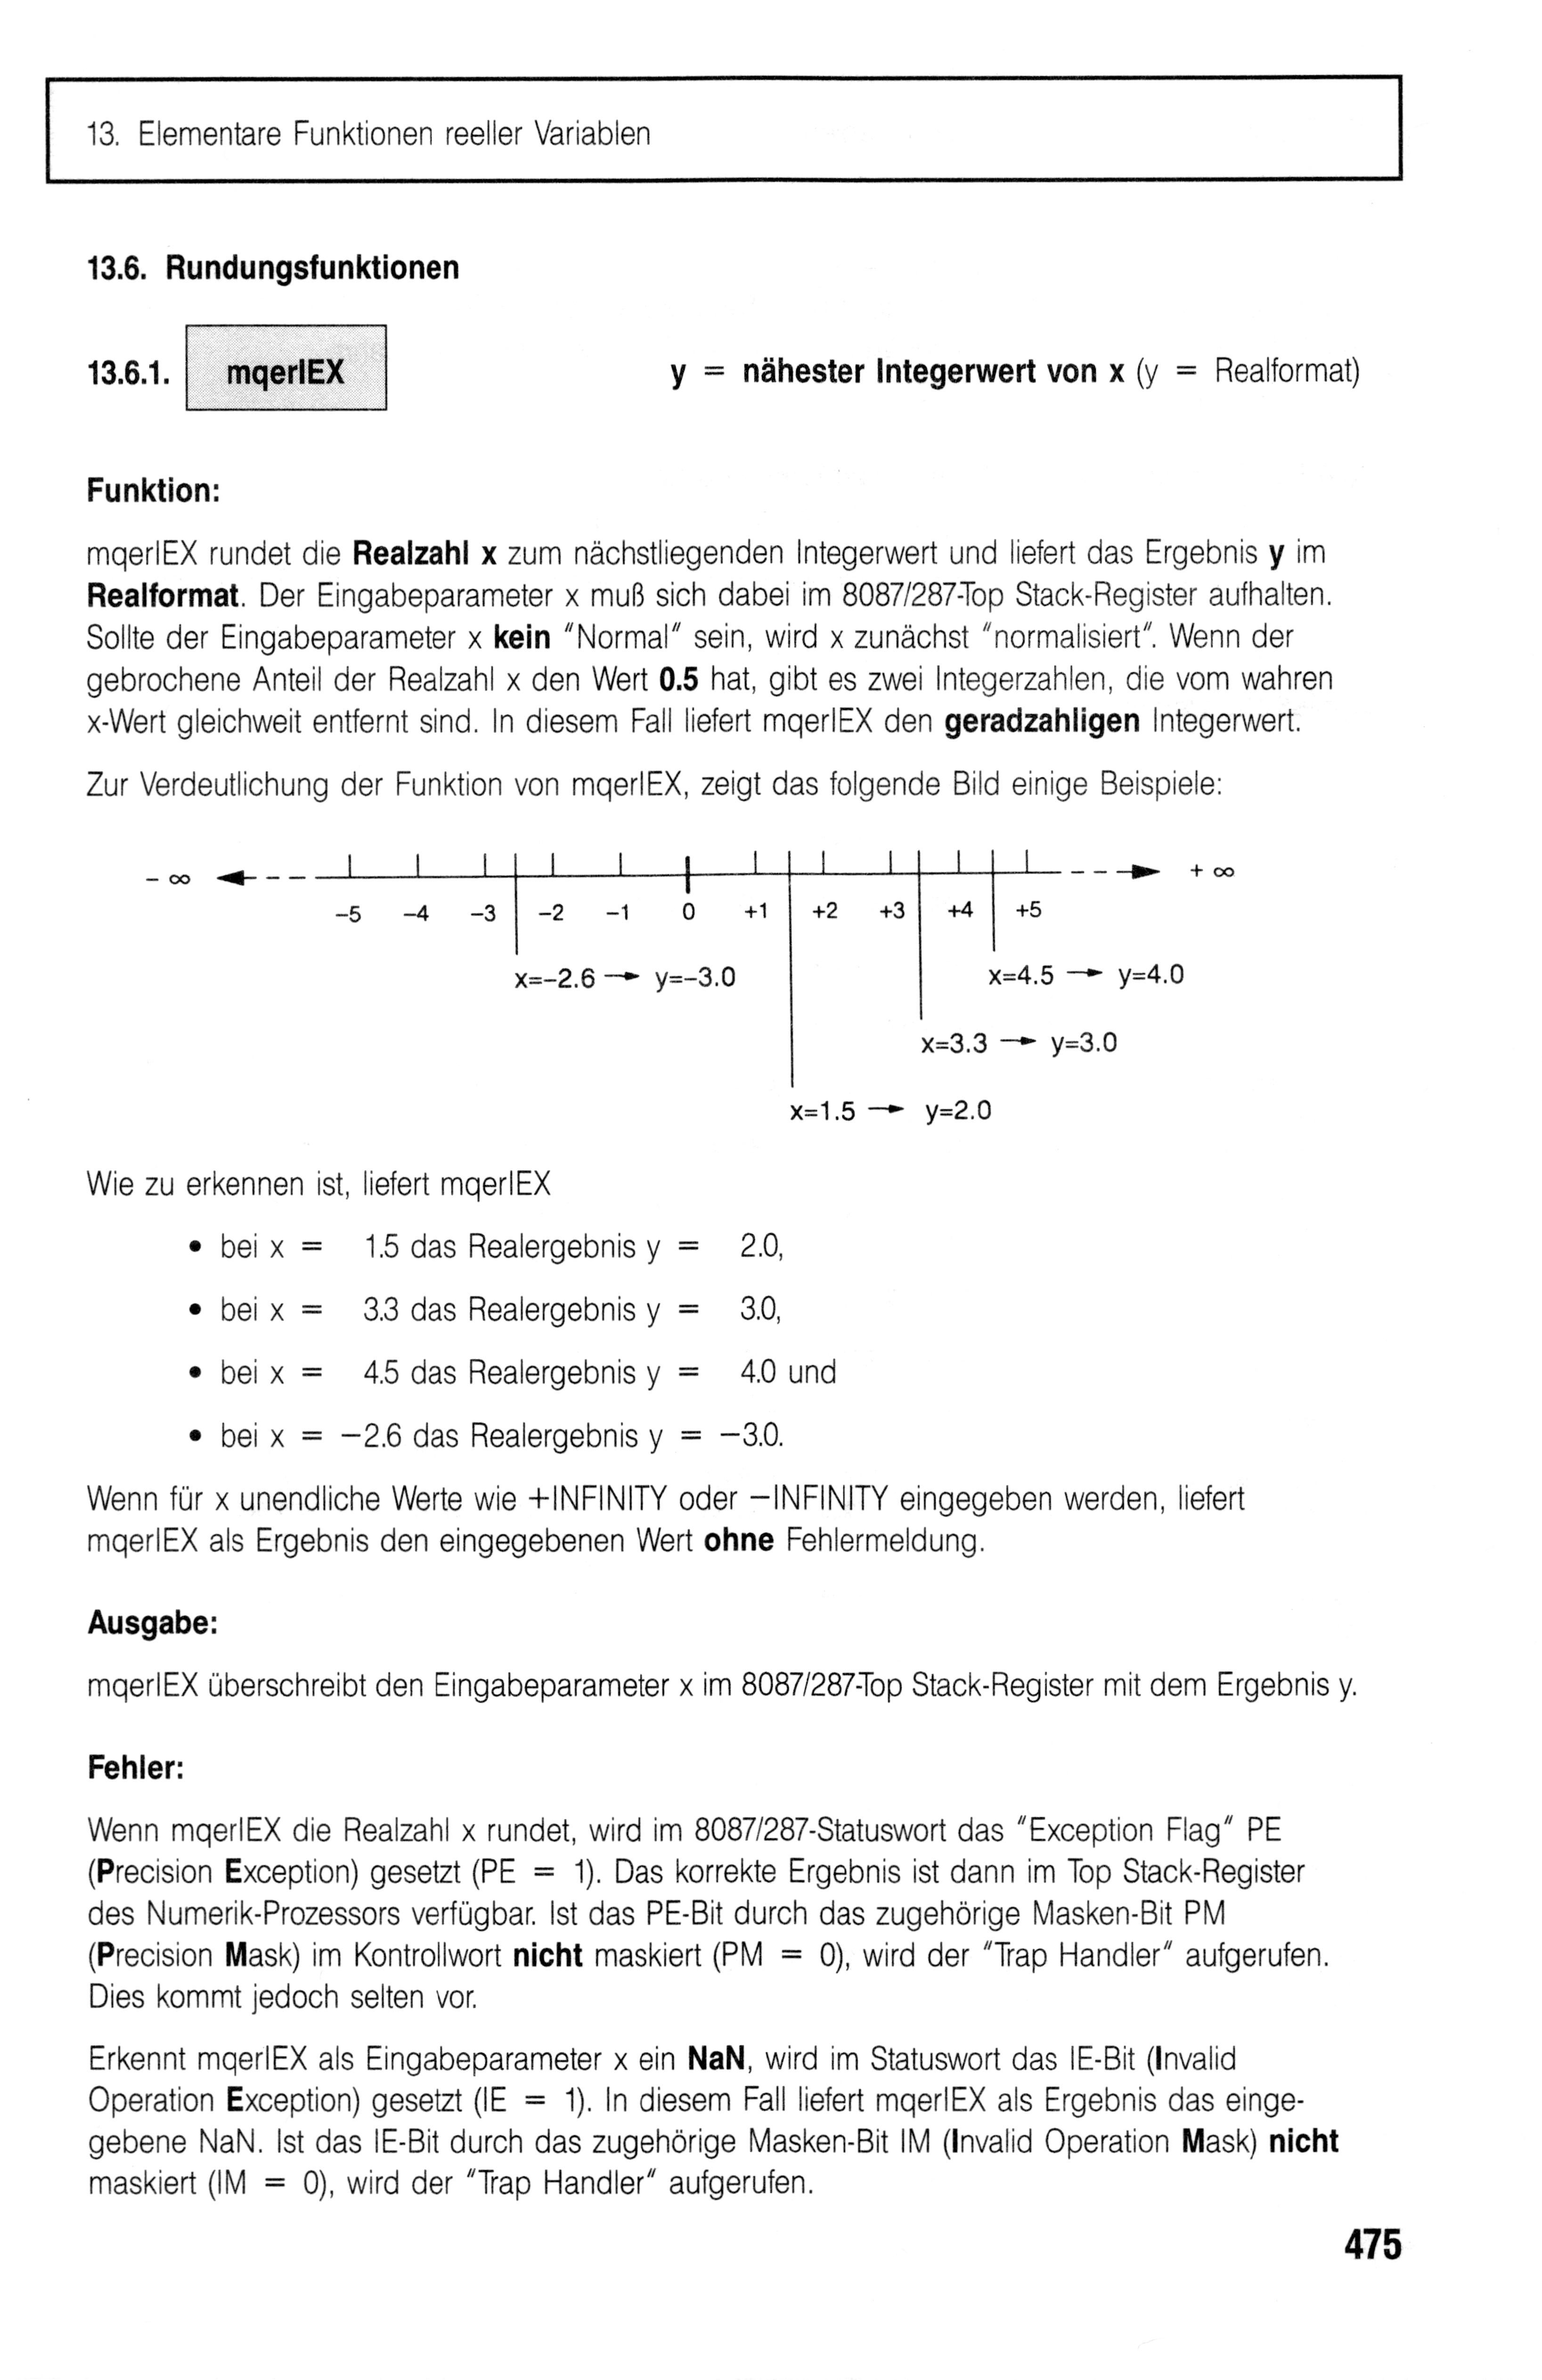 13. Elementare Funktionen reeller Variablen
13.6. Rundungsfunktionen
13.6.1. mqerIEX y = nähester Integerwert von x (y = Realformat)
Funktion:
mqerIEX rundet die Realzahl x zum nächstliegenden Integerwert und liefert das Ergebnis y im
Realformat. Der Eingabeparameter x muß sich dabei im 8087/287-Top Stack-Register aufhalten.
Sollte der Eingabeparameter x kein "Normal" sein, wird x zunächst "normalisiert". Wenn der
gebrochene Anteil der Realzahl x den Wert 0.5 hat, gibt es zwei Integerzahlen, die vom wahren
x-Wert gleichweit entfernt sind. In diesem Fall liefert mqerIEX den geradzahligen Integerwert.
Zur Verdeutlichung der Funktion von mqerIEX, zeigt das folgende Bild einige Beispiele:
− ∞ + ∞
−5 −4 −3 −2 −1 0 +1 +2 +3 +4 +5
x=−2.6 → y=−3.0 x=4.5 → y=4.0
x=3.3 → y=3.0
x=1.5 → y=2.0
Wie zu erkennen ist, liefert mqerIEX
• bei x = 1.5 das Realergebnis y = 2.0,
• bei x = 3.3 das Realergebnis y = 3.0,
• bei x = 4.5 das Realergebnis y = 4.0 und
• bei x = −2.6 das Realergebnis y = −3.0.
Wenn für x unendliche Werte wie +INFINITY oder −INFINITY eingegeben werden, liefert
mqerIEX als Ergebnis den eingegebenen Wert ohne Fehlermeldung.
Ausgabe:
mqerIEX überschreibt den Eingabeparameter x im 8087/287-Top Stack-Register mit dem Ergebnis y.
Fehler:
Wenn mqerIEX die Realzahl x rundet, wird im 8087/287-Statuswort das "Exception Flag" PE
(Precision Exception) gesetzt (PE = 1). Das korrekte Ergebnis ist dann im Top Stack-Register
des Numerik-Prozessors verfügbar. Ist das PE-Bit durch das zugehörige Masken-Bit PM
(Precision Mask) im Kontrollwort nicht maskiert (PM = 0), wird der "Trap Handler" aufgerufen.
Dies kommt jedoch selten vor.
Erkennt mqerIEX als Eingabeparameter x ein NaN, wird im Statuswort das IE-Bit (Invalid
Operation Exception) gesetzt (IE = 1). In diesem Fall liefert mqerIEX als Ergebnis das einge-
gebene NaN. Ist das IE-Bit durch das zugehörige Masken-Bit IM (Invalid Operation Mask) nicht
maskiert (IM = 0), wird der "Trap Handler" aufgerufen.
475